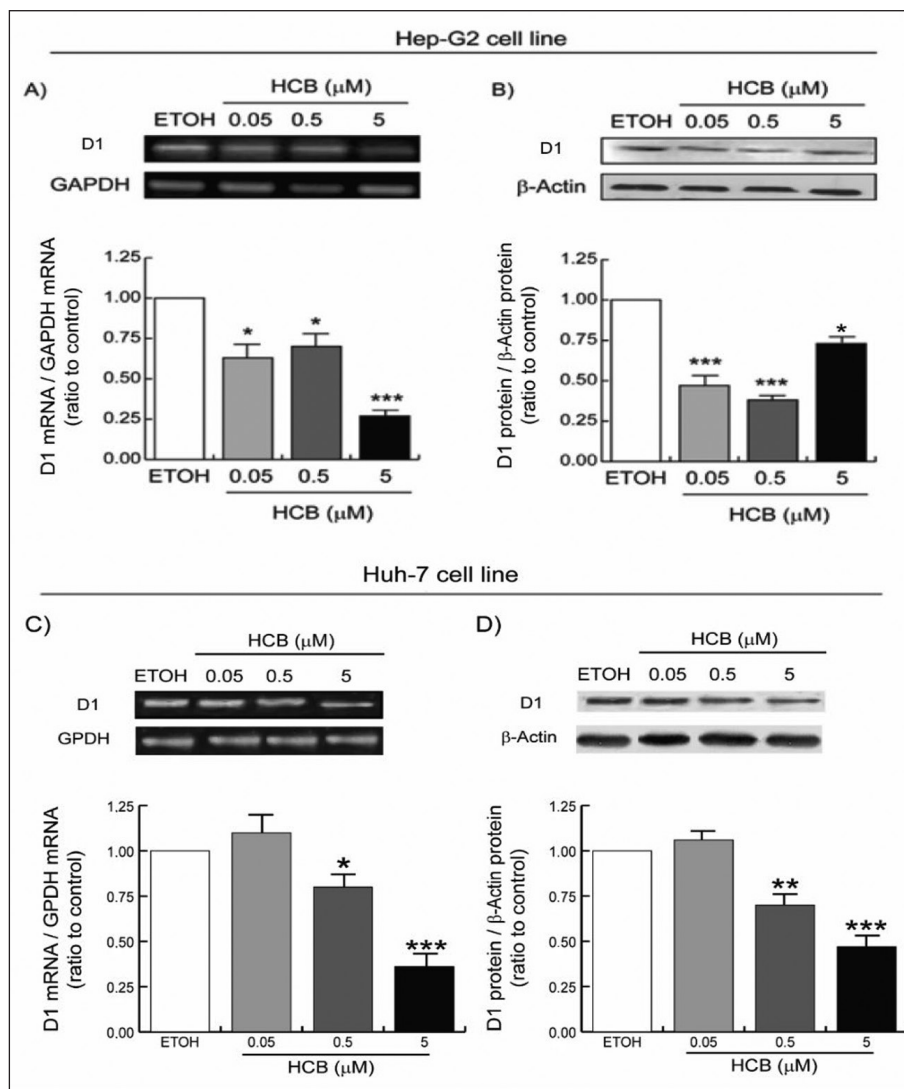 Hep-G2 cell line
A)
HCB (μM)
ETOH 0.05 0.5 5
D1
GAPDH
D1 mRNA / GAPDH mRNA
(ratio to control)
1.25
1.00
0.75
0.50
0.25
0.00
*
*
***
ETOH 0.05 0.5 5
HCB (μM)
B)
HCB (μM)
ETOH 0.05 0.5 5
D1
β-Actin
D1 protein / β-Actin protein
(ratio to control)
1.25
1.00
0.75
0.50
0.25
0.00
***
***
*
ETOH 0.05 0.5 5
HCB (μM)
Huh-7 cell line
C)
HCB (μM)
ETOH 0.05 0.5 5
D1
GPDH
D1 mRNA / GPDH mRNA
(ratio to control)
1.25
1.00
0.75
0.50
0.25
0.00
*
***
ETOH 0.05 0.5 5
HCB (μM)
D)
HCB (μM)
ETOH 0.05 0.5 5
D1
β-Actin
D1 protein / β-Actin protein
(ratio to control)
1.25
1.00
0.75
0.50
0.25
0.00
**
***
ETOH 0.05 0.5 5
HCB (μM)